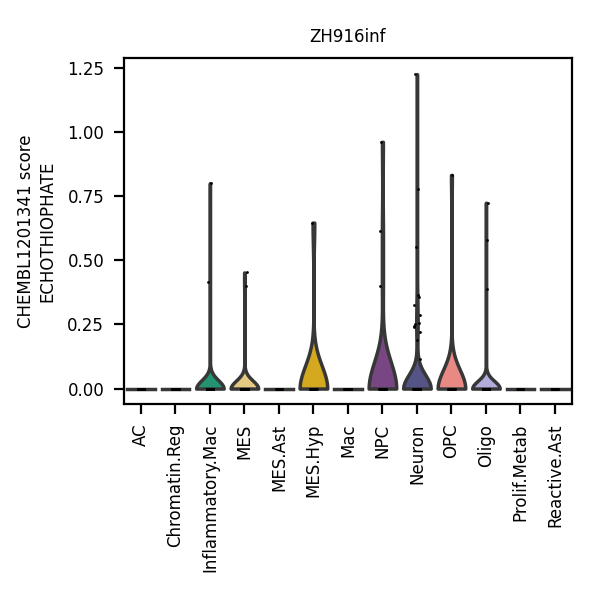 ZH916inf
CHEMBL1201341 score
ECHOTHIOPHATE
1.25
1.00
0.75
0.50
0.25
0.00
AC
Chromatin.Reg
Inflammatory.Mac
MES
MES.Ast
MES.Hyp
Mac
NPC
Neuron
OPC
Oligo
Prolif.Metab
Reactive.Ast